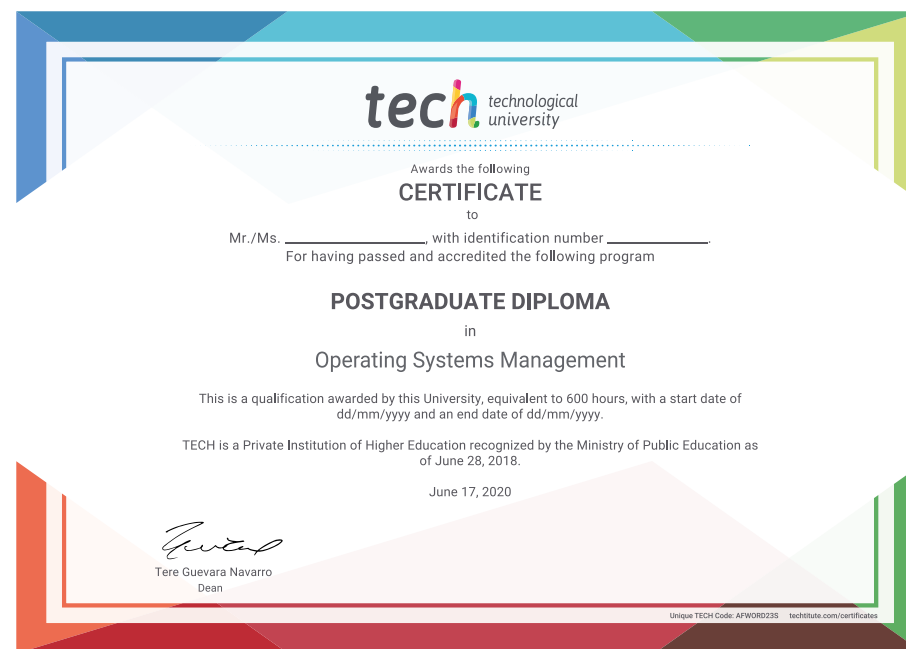 tech technological
university
Awards the following
CERTIFICATE
to
Mr./Ms. ____________________, with identification number ______________.
For having passed and accredited the following program
POSTGRADUATE DIPLOMA
in
Operating Systems Management
This is a qualification awarded by this University, equivalent to 600 hours, with a start date of
dd/mm/yyyy and an end date of dd/mm/yyyy.
TECH is a Private Institution of Higher Education recognized by the Ministry of Public Education as
of June 28, 2018.
June 17, 2020
Tere Guevara Navarro
Dean
Unique TECH Code: AFWORD23S techtitute.com/certificates